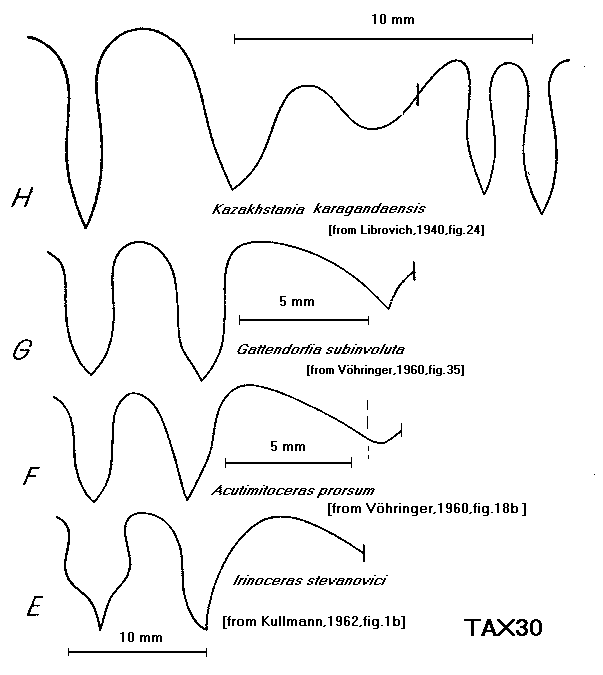 10 mm
H
Kazakhstania karagandaensis
[from Librovich,1940,fig.24]
5 mm
G
Gattendorfia subinvoluta
[from Vöhringer,1960,fig.35]
5 mm
F
Acutimitoceras prorsum
[from Vöhringer,1960,fig.18b]
Irinoceras stevanovici
E
[from Kullmann,1962,fig.1b]
TAX30
10 mm